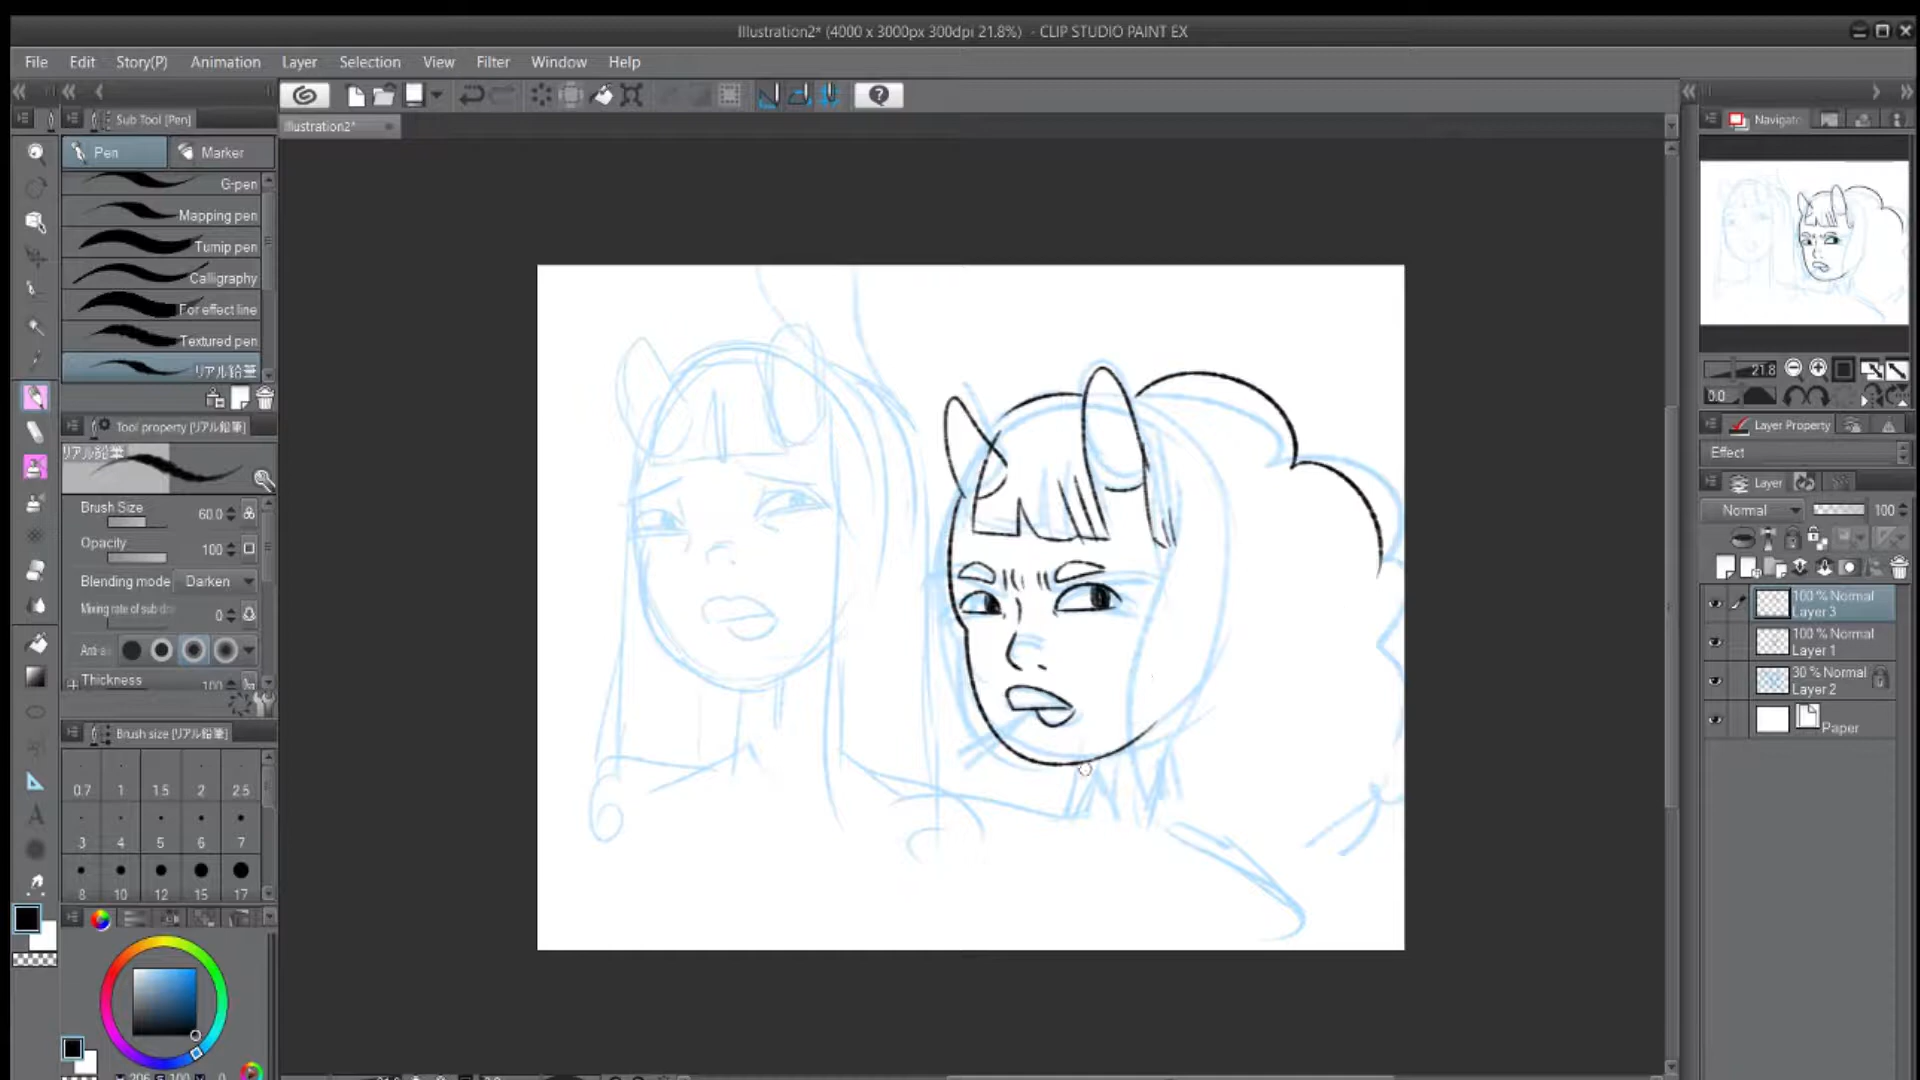 Illustration2* (4000 x 3000px 300dpi 21.8%) - CLIP STUDIO PAINT EX
File Edit Story(P) Animation Layer Selection View Filter Window Help
Sub Tool [Pen]
Illustration2*
Navigator
Pen Marker
G-pen
Mapping pen
Turnip pen
Calligraphy
For effect line
Textured pen
リアル鉛筆
Tool property [リアル鉛筆]
リアル鉛筆
Brush Size 60.0
Opacity 100
Blending mode Darken
Mixing rate of sub 0
Anti-a
Thickness 100
Brush size [リアル鉛筆]
0.7 1 1.5 2 2.5
3 4 5 6 7
8 10 12 15 17
21.8
0.0
Layer Property
Effect
Layer
Normal 100
100 % Normal
Layer 3
100 % Normal
Layer 1
30 % Normal
Layer 2
Paper